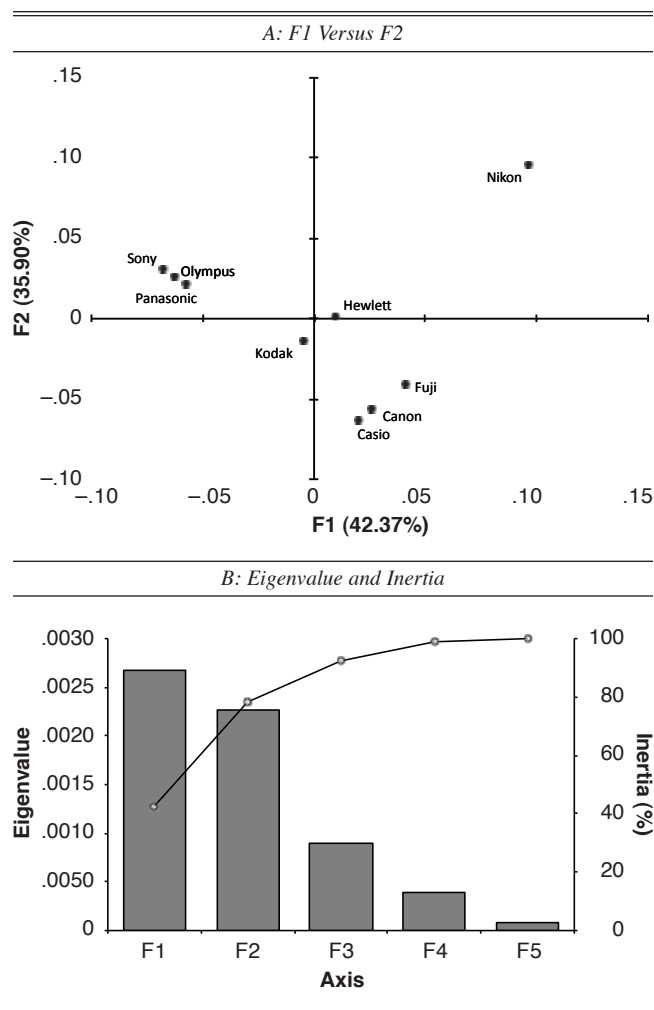 A: F1 Versus F2
.15
.10
.05
0
–.05
–.10
F2 (35.90%)
Nikon
Sony
Olympus
Panasonic
Hewlett
Kodak
Fuji
Canon
Casio
–.10 –.05 0 .05 .10 .15
F1 (42.37%)
B: Eigenvalue and Inertia
.0030
.0025
.0020
.0015
.0010
.0050
0
Eigenvalue
100
80
60
40
20
0
Inertia (%)
F1 F2 F3 F4 F5
Axis